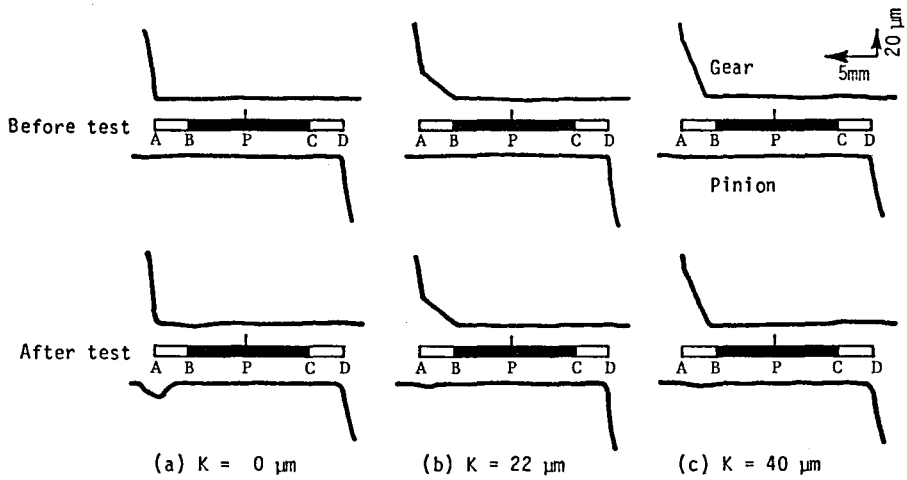 20 μm
5mm
Gear
Before test
A B P C D
A B P C D
A B P C D
Pinion
After test
A B P C D
A B P C D
A B P C D
(a) K = 0 μm
(b) K = 22 μm
(c) K = 40 μm